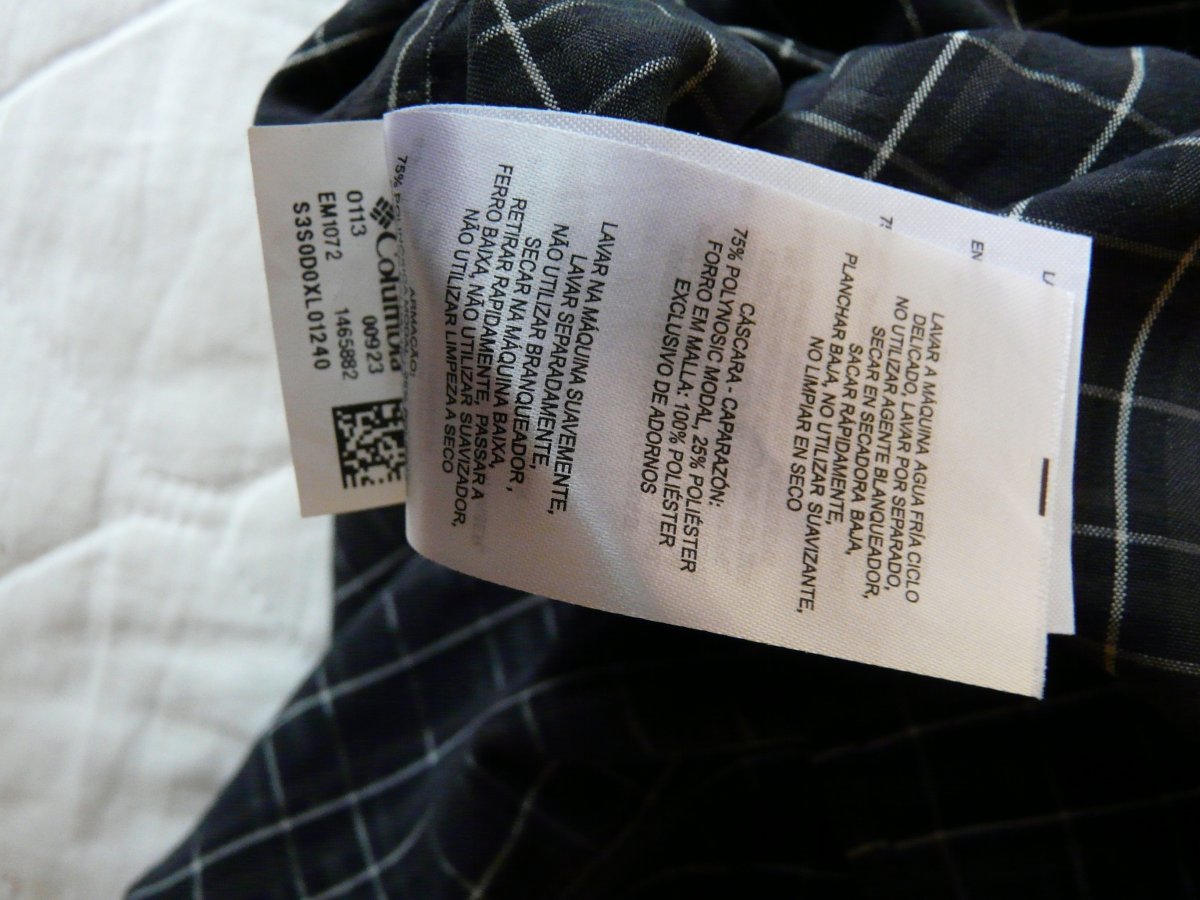 LAVAR A MÁQUINA AGUA FRÍA CICLO
DELICADO, LAVAR POR SEPARADO,
NO UTILIZAR AGENTE BLANQUEADOR,
SECAR EN SECADORA BAJA,
SACAR RÁPIDAMENTE,
PLANCHAR BAJA, NO UTILIZAR SUAVIZANTE,
NO LIMPIAR EN SECO
CÁSCARA - CAPARAZÓN:
75% POLYNOSIC MODAL, 25% POLIÉSTER
FORRO EM MALLA: 100% POLIÉSTER
EXCLUSIVO DE ADORNOS
LAVAR NA MÁQUINA SUAVEMENTE
LAVAR SEPARADAMENTE,
NÃO UTILIZAR BRANQUEADOR,
SECAR NA MÁQUINA BAIXA,
RETIRAR RAPIDAMENTE, PASSAR A
FERRO BAIXA, NÃO UTILIZAR SUAVIZADOR,
NÃO UTILIZAR LIMPEZA A SECO
ARMAÇÃO:
75%
Columbia
0113 00923
EM1072 1465882
S3S0D0XL01240